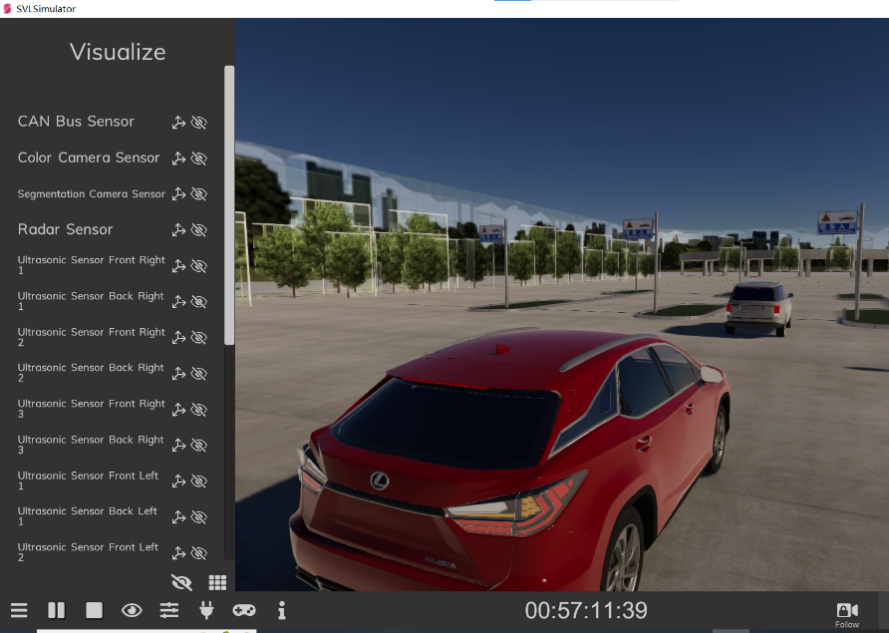 SVLSimulator
Visualize
CAN Bus Sensor
Color Camera Sensor
Segmentation Camera Sensor
Radar Sensor
Ultrasonic Sensor Front Right
1
Ultrasonic Sensor Back Right
1
Ultrasonic Sensor Front Right
2
Ultrasonic Sensor Back Right
2
Ultrasonic Sensor Front Right
3
Ultrasonic Sensor Back Right
3
Ultrasonic Sensor Front Left
1
Ultrasonic Sensor Back Left
1
Ultrasonic Sensor Front Left
2
00:57:11:39
Follow